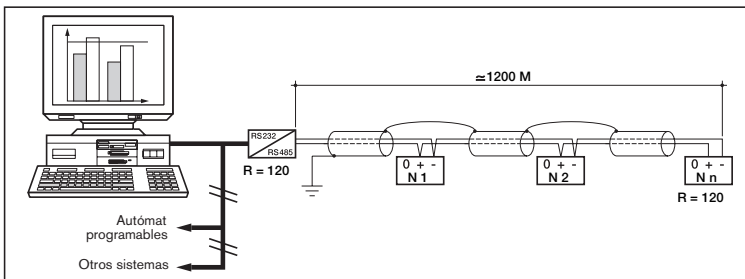 ≃1200 M
RS232
RS485
R = 120
0 + -
N 1
0 + -
N 2
0 + -
N n
R = 120
Autómat
programables
Otros sistemas